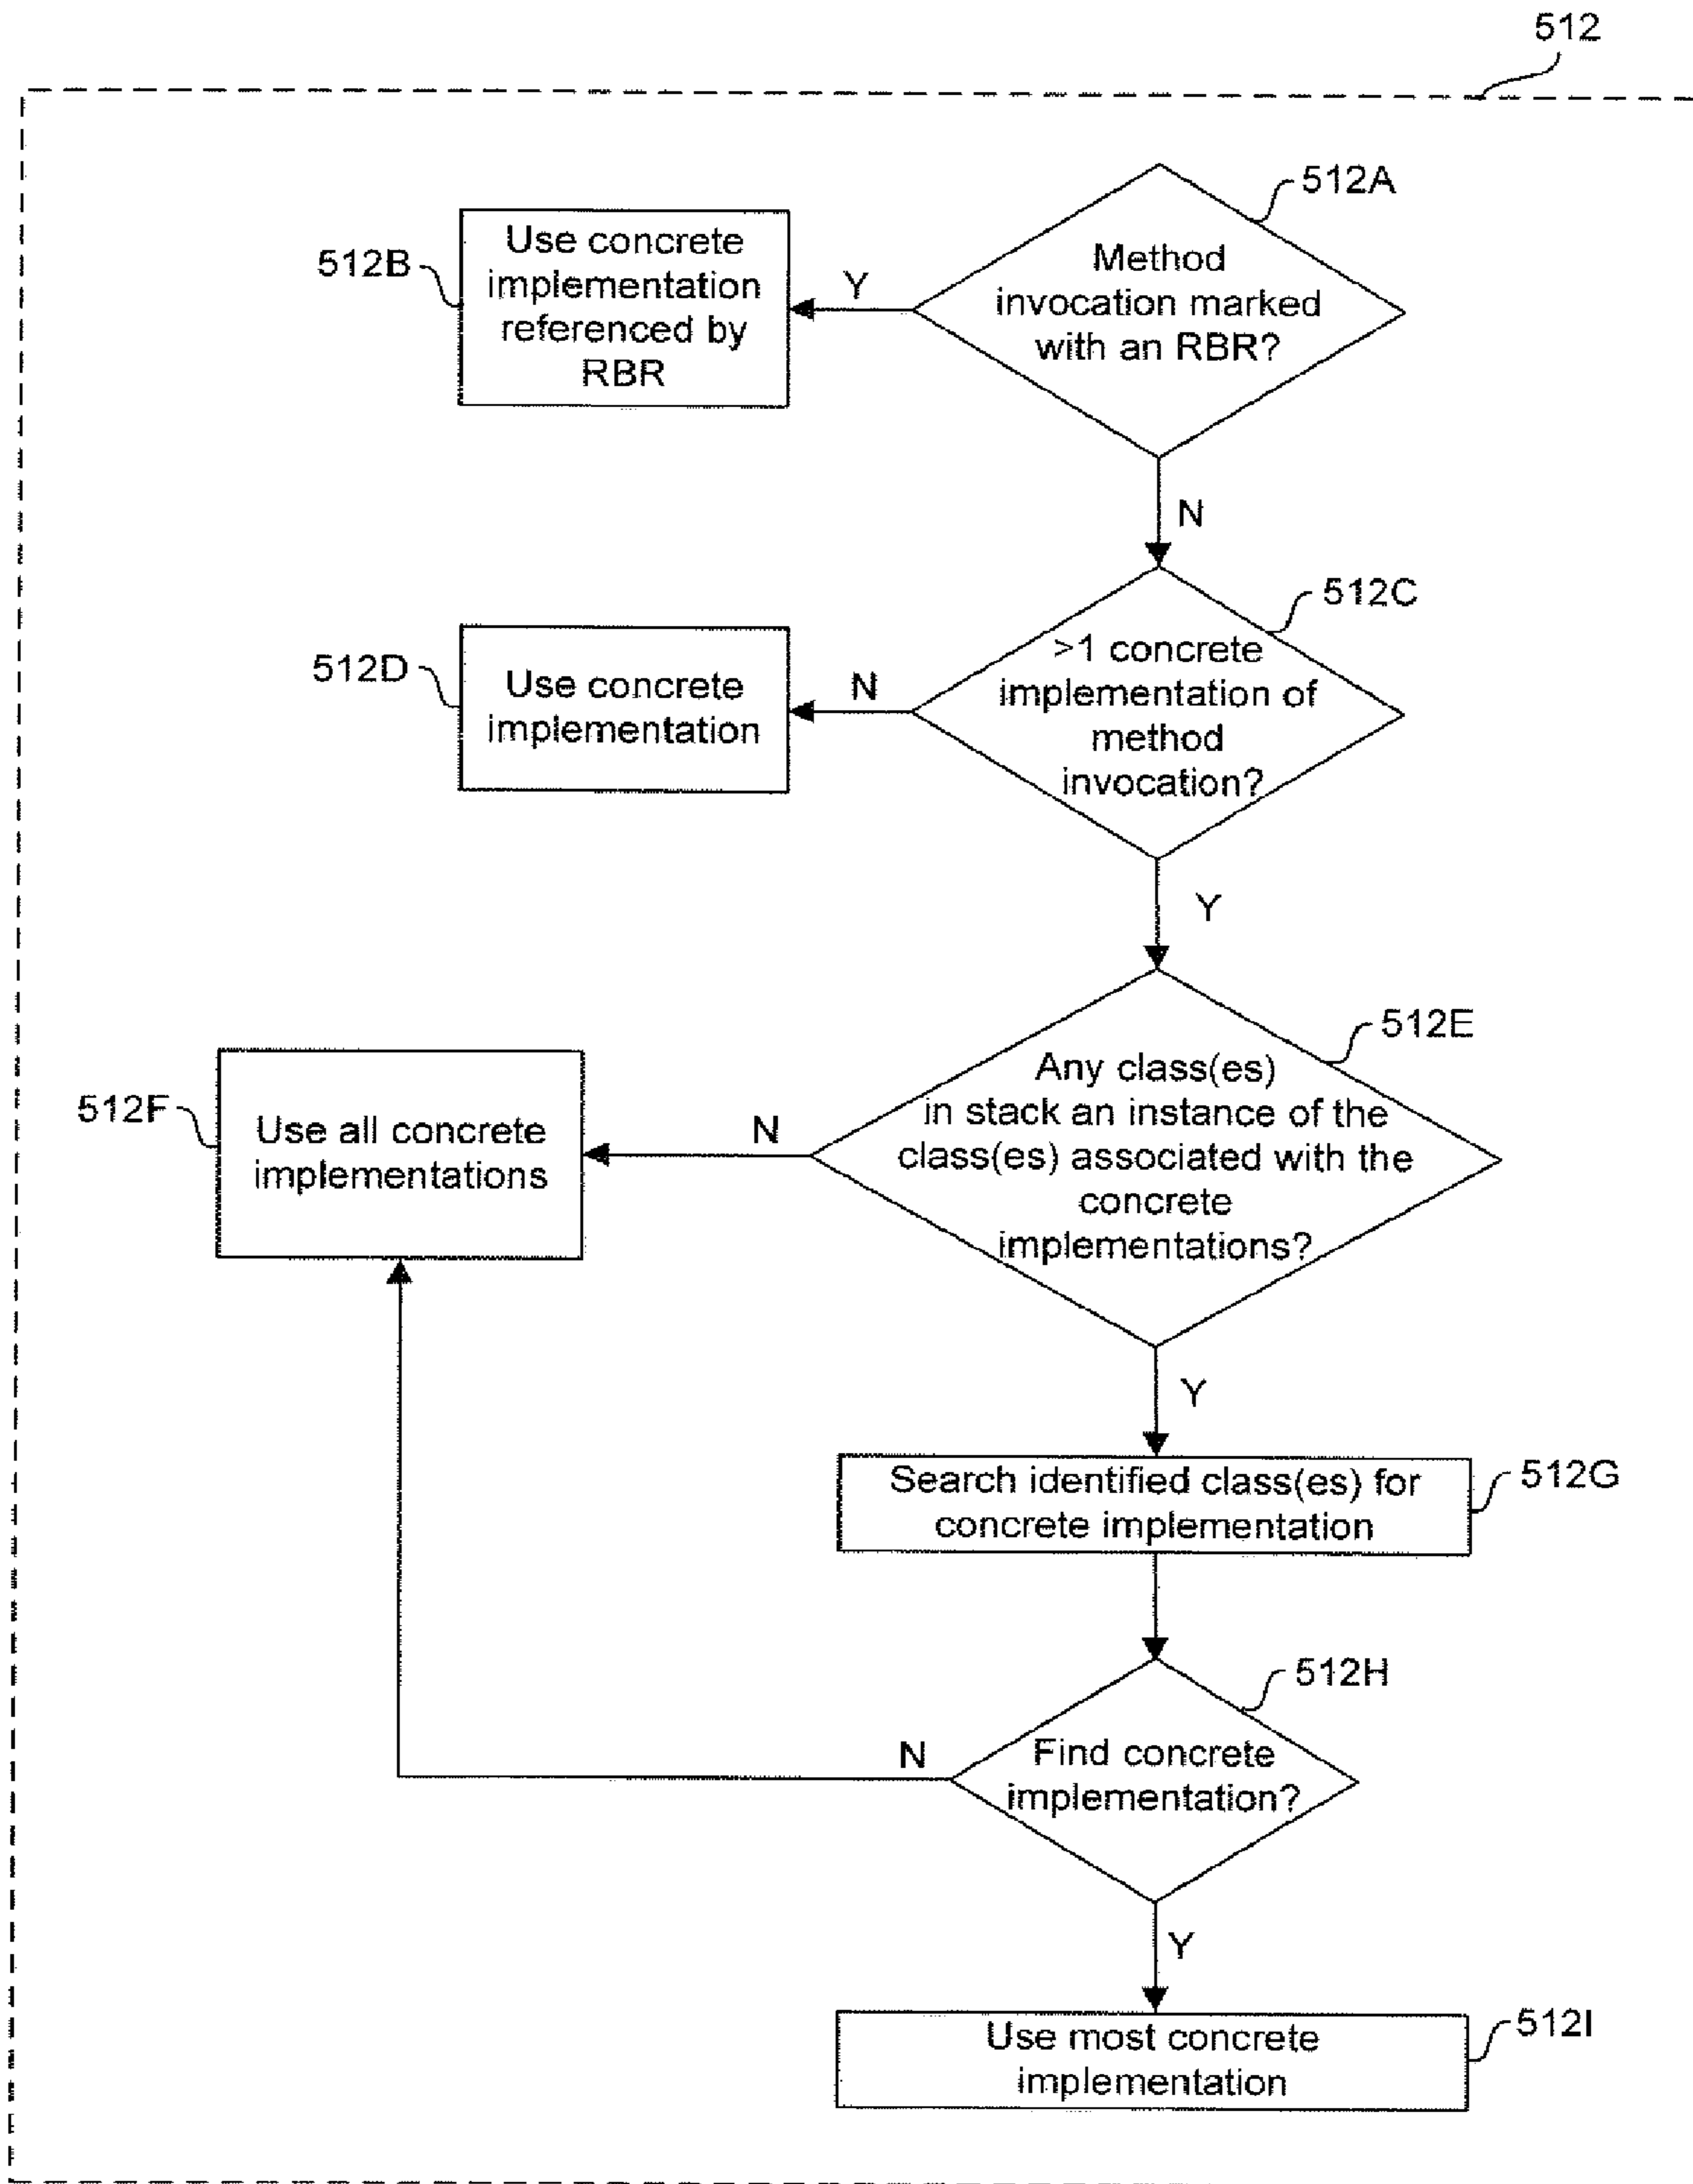 512
512A
Method
invocation marked
with an RBR?
Y
512B
Use concrete
implementation
referenced by
RBR
N
512C
>1 concrete
implementation of
method
invocation?
N
512D
Use concrete
implementation
Y
512E
Any class(es)
in stack an instance of the
class(es) associated with the
concrete
implementations?
N
512F
Use all concrete
implementations
Y
Search identified class(es) for
concrete implementation
512G
512H
Find concrete
implementation?
N
Y
Use most concrete
implementation
512I